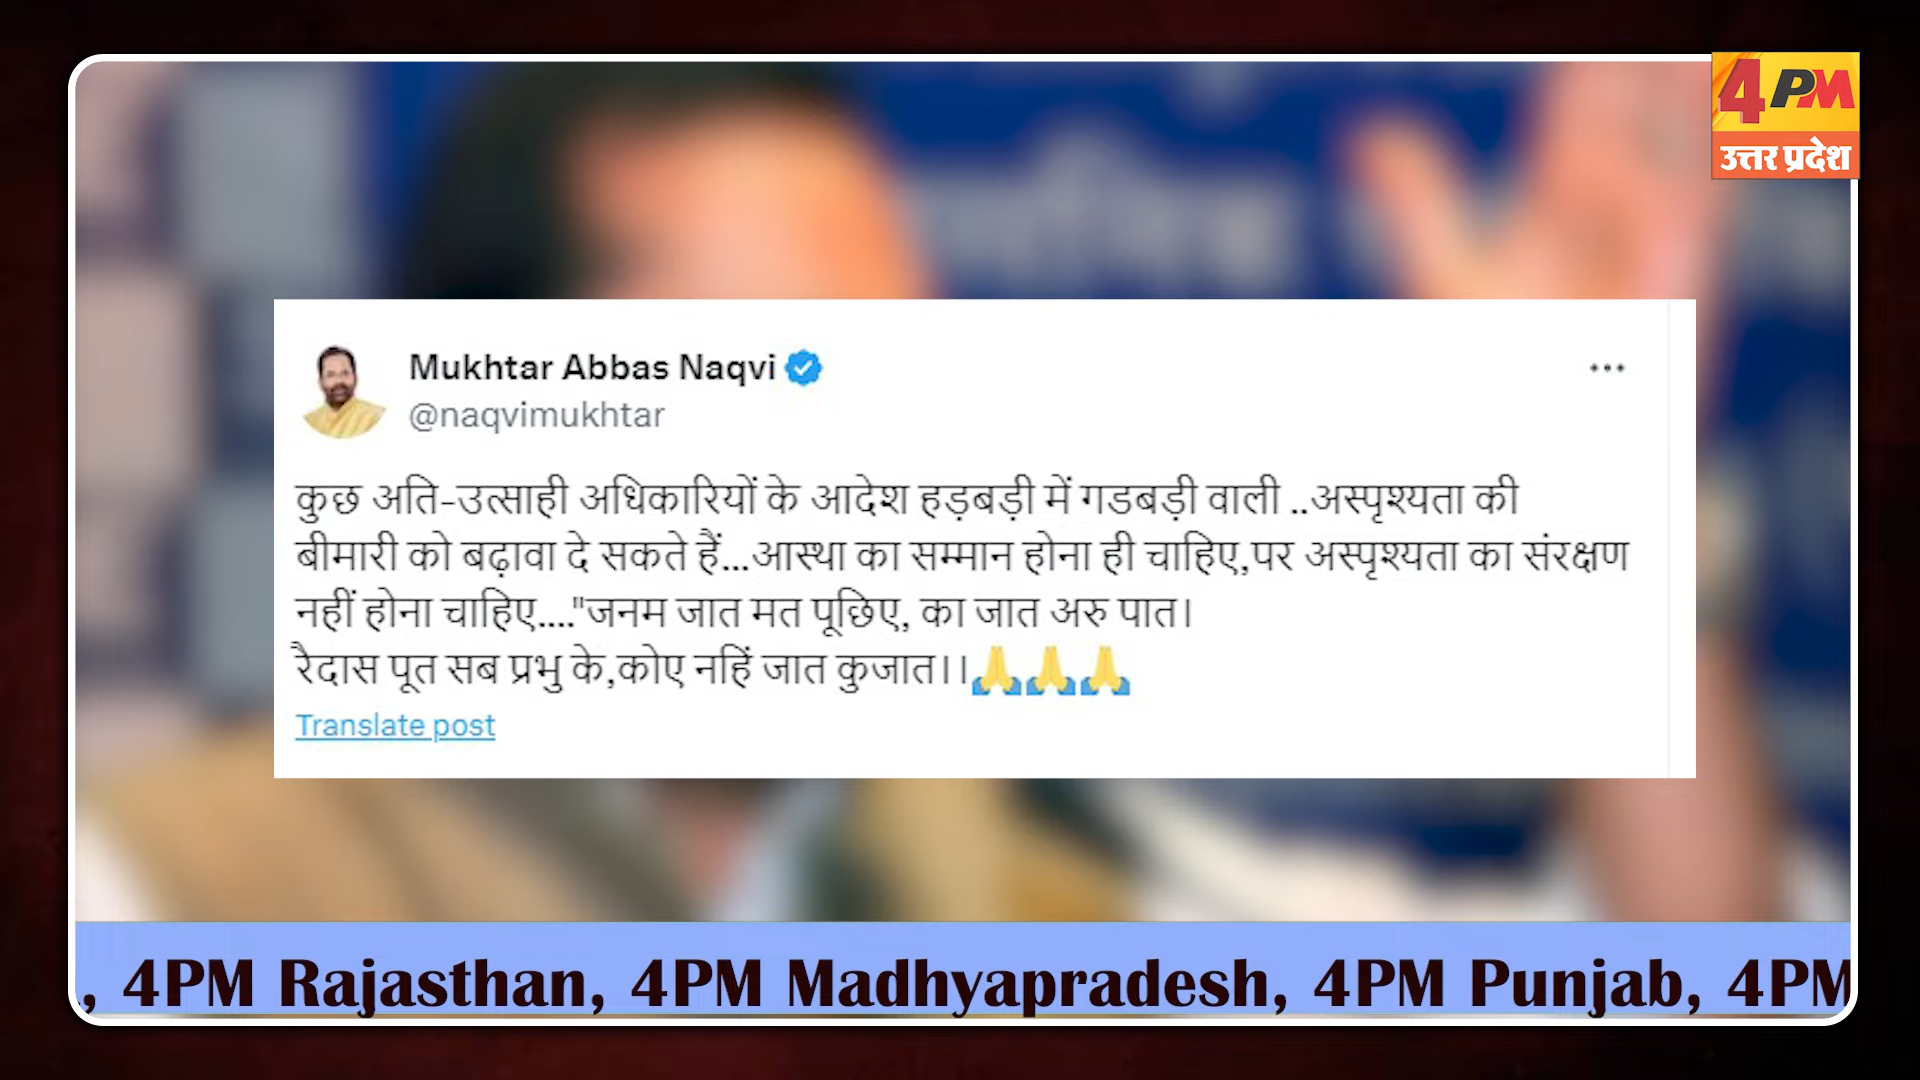 4PM
उत्तर प्रदेश
Mukhtar Abbas Naqvi
@naqvimukhtar
कुछ अति-उत्साही अधिकारियों के आदेश हड़बड़ी में गडबड़ी वाली ..अस्पृश्यता की
बीमारी को बढ़ावा दे सकते हैं...आस्था का सम्मान होना ही चाहिए,पर अस्पृश्यता का संरक्षण
नहीं होना चाहिए...."जनम जात मत पूछिए, का जात अरु पात।
रैदास पूत सब प्रभु के,कोए नहिं जात कुजात।।🙏🙏🙏
Translate post
, 4PM Rajasthan, 4PM Madhyapradesh, 4PM Punjab, 4PM